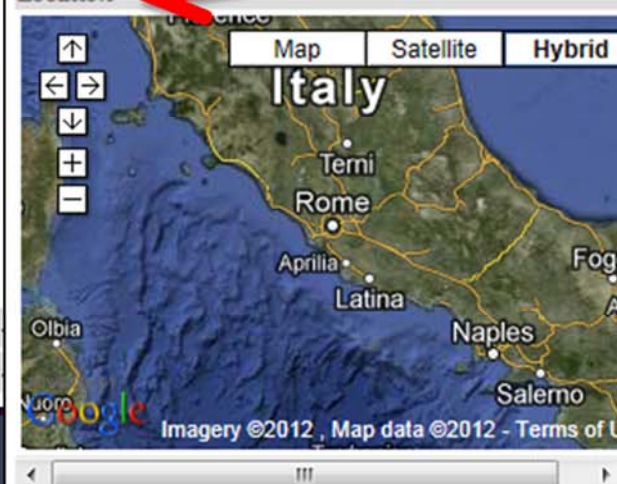 Map Satellite Hybrid
Italy
Terni
Rome
Aprilia
Latina
Olbia
Naples
Salerno
Google
Imagery ©2012 , Map data ©2012 - Terms of